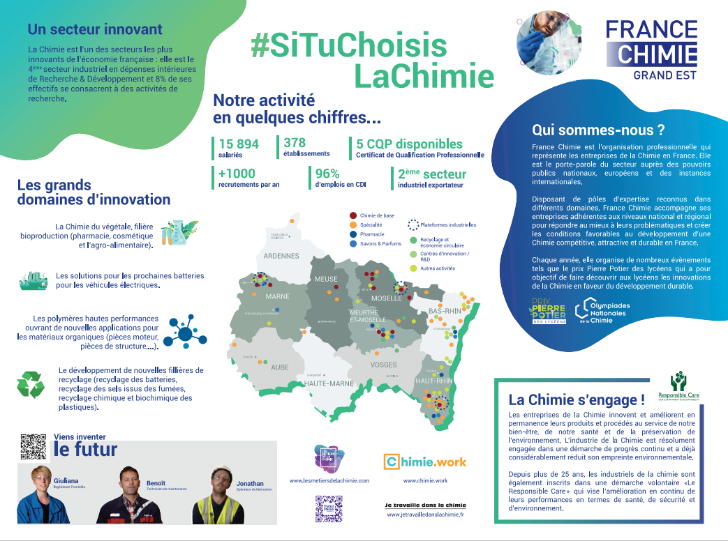 Un secteur innovant
La Chimie est l'un des secteurs les plus
innovants de l'économie française : elle est le
4ème secteur industriel en dépenses intérieures
de Recherche & Développement et 8% de ses
effectifs se consacrent à des activités de
recherche.
#SiTuChoisis
LaChimie
FRANCE
CHIMIE
GRAND EST
Notre activité
en quelques chiffres...
15 894
salariés
378
établissements
5 CQP disponibles
Certificat de Qualification Professionnelle
+1000
recrutements par an
96%
d'emplois en CDI
2ème secteur
industriel exportateur
Qui sommes-nous ?
France Chimie est l'organisation professionnelle qui
représente les entreprises de la Chimie en France. Elle
est le porte-parole du secteur auprès des pouvoirs
publics nationaux, européens et des instances
internationales.
Disposant de pôles d'expertise reconnus dans
différents domaines, France Chimie accompagne ses
entreprises adhérentes aux niveaux national et régional
pour répondre au mieux à leurs problématiques et créer
les conditions favorables au développement d'une
Chimie compétitive, attractive et durable en France.
Chaque année, elle organise de nombreux évènements
tels que le prix Pierre Potier des lycéens qui a pour
objectif de faire découvrir aux lycéens les innovations
de la Chimie en faveur du développement durable.
PRIX
PIERRE
POTIER
DES LYCÉENS
Olympiades
Nationales
de la
Chimie
Les grands
domaines d'innovation
La Chimie du végétale, filière
bioproduction (pharmacie, cosmétique
et l'agro-alimentaire).
Les solutions pour les prochaines batteries
pour les véhicules électriques.
Les polymères hautes performances
ouvrant de nouvelles applications pour
les matériaux organiques (pièces moteur,
pièces de structure,...).
Le développement de nouvelles filières de
recyclage (recyclage des batteries,
recyclage des sels issus des fumées,
recyclage chimique et biochimique des
plastiques).
Chimie de base
Spécialité
Pharmacie
Savons & Parfums
Plateformes industrielles
Recyclage et
économie circulaire
Centres d'innovation /
R&D
Autres activités
ARDENNES
MARNE
MEUSE
MOSELLE
MEURTHE-
ET-MOSELLE
BAS-RHIN
AUBE
HAUTE-MARNE
VOSGES
HAUT-RHIN
Viens inventer
le futur
Giuliana
Benoit
Jonathan
www.lesmetiersdelachimie.com
Chimie.work
www.chimie.work
Je travaille dans la chimie
www.jetravailledanslachimie.fr
Responsible Care
La Chimie s'engage !
Les entreprises de la Chimie innovent et améliorent en
permanence leurs produits et procédés au service de notre
bien-être, de notre santé et de la préservation de
l'environnement. L'industrie de la Chimie est résolument
engagée dans une démarche de progrès continu et a déjà
considérablement réduit son empreinte environnementale.
Depuis plus de 25 ans, les industriels de la chimie sont
également inscrits dans une démarche volontaire «Le
Responsible Care» qui vise l'amélioration en continu de
leurs performances en termes de santé, de sécurité et
d'environnement.